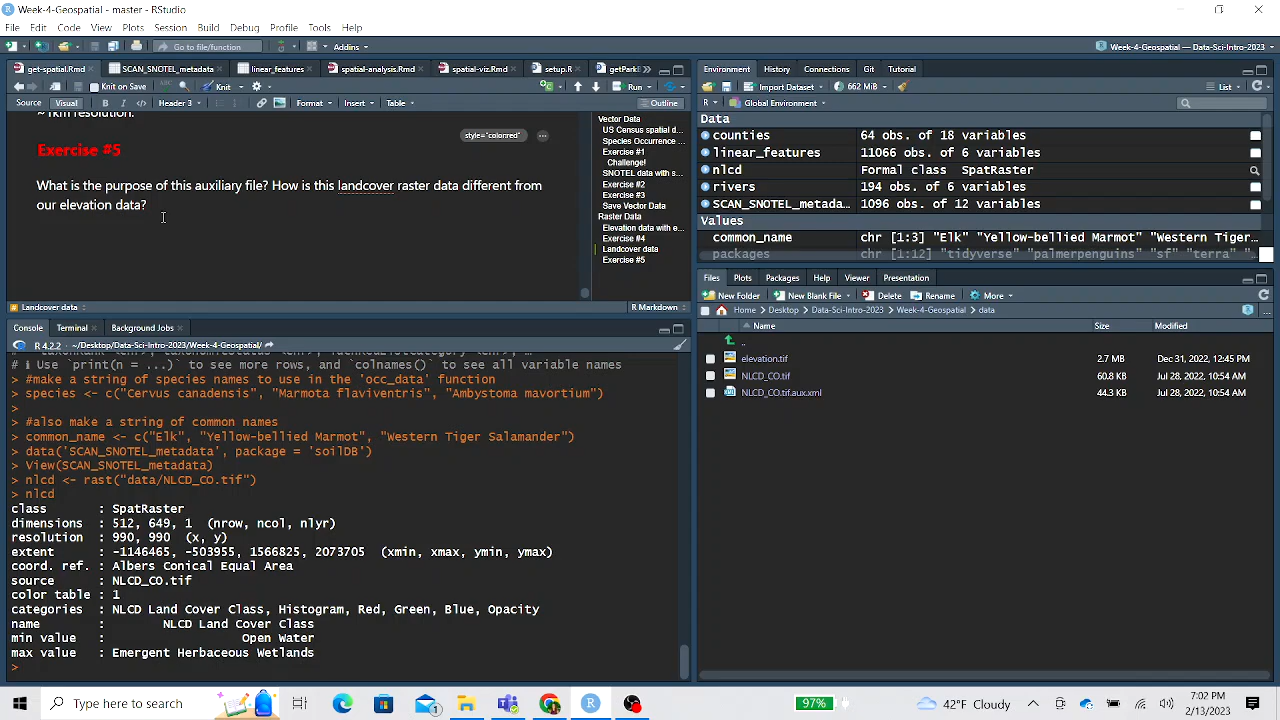 Week-4-Geospatial - master - RStudio
File Edit Code View Plots Session Build Debug Profile Tools Help
Go to file/function Addins Week-4-Geospatial — Data-Sci-Intro-2023
get-spatial.Rmd SCAN_SNOTEL_metadata linear_features spatial-analysis.Rmd spatial-viz.Rmd setup.R
Knit on Save Knit Run
Source Visual B I Header 3 Format Insert Table Outline
~ 1km resolution.
style="color:red;"
Exercise #5
What is the purpose of this auxiliary file? How is this landcover raster data different from
our elevation data?
Vector Data
US Census spatial d...
Species Occurrence ...
Exercise #1
Challenge!
SNOTEL data with s...
Exercise #2
Exercise #3
Save Vector Data
Raster Data
Elevation data with e...
Exercise #4
Landcover data
Exercise #5
Landcover data R Markdown
Console Terminal Background Jobs
R 4.2.2 · ~/Desktop/Data-Sci-Intro-2023/Week-4-Geospatial/
# ℹ Use `print(n = ...)` to see more rows, and `colnames()` to see all variable names
> #make a string of species names to use in the 'occ_data' function
> species <- c("Cervus canadensis", "Marmota flaviventris", "Ambystoma mavortium")
>
> #also make a string of common names
> common_name <- c("Elk", "Yellow-bellied Marmot", "Western Tiger Salamander")
> data('SCAN_SNOTEL_metadata', package = 'soilDB')
> View(SCAN_SNOTEL_metadata)
> nlcd <- rast("data/NLCD_CO.tif")
> nlcd
class : SpatRaster
dimensions : 512, 649, 1 (nrow, ncol, nlyr)
resolution : 990, 990 (x, y)
extent : -1146465, -503955, 1566825, 2073705 (xmin, xmax, ymin, ymax)
coord. ref. : Albers Conical Equal Area
source : NLCD_CO.tif
color table : 1
categories : NLCD Land Cover Class, Histogram, Red, Green, Blue, Opacity
name : NLCD Land Cover Class
min value : Open Water
max value : Emergent Herbaceous Wetlands
>
Environment History Connections Git Tutorial
Import Dataset 662 MiB List
R Global Environment
Data
counties 64 obs. of 18 variables
linear_features 11066 obs. of 6 variables
nlcd Formal class SpatRaster
rivers 194 obs. of 6 variables
SCAN_SNOTEL_metada... 1096 obs. of 12 variables
Values
common_name chr [1:3] "Elk" "Yellow-bellied Marmot" "Western Tiger...
packages chr [1:12] "tidyverse" "palmerpenguins" "sf" "terra"
Files Plots Packages Help Viewer Presentation
New Folder New Blank File Delete Rename More
Home Desktop Data-Sci-Intro-2023 Week-4-Geospatial data
Name Size Modified
..
elevation.tif 2.7 MB Dec 31, 2022, 12:45 PM
NLCD_CO.tif 60.8 KB Jul 28, 2022, 10:54 AM
NLCD_CO.tif.aux.xml 44.3 KB Jul 28, 2022, 10:54 AM
Type here to search 97% 42°F Cloudy 7:02 PM
2/13/2023